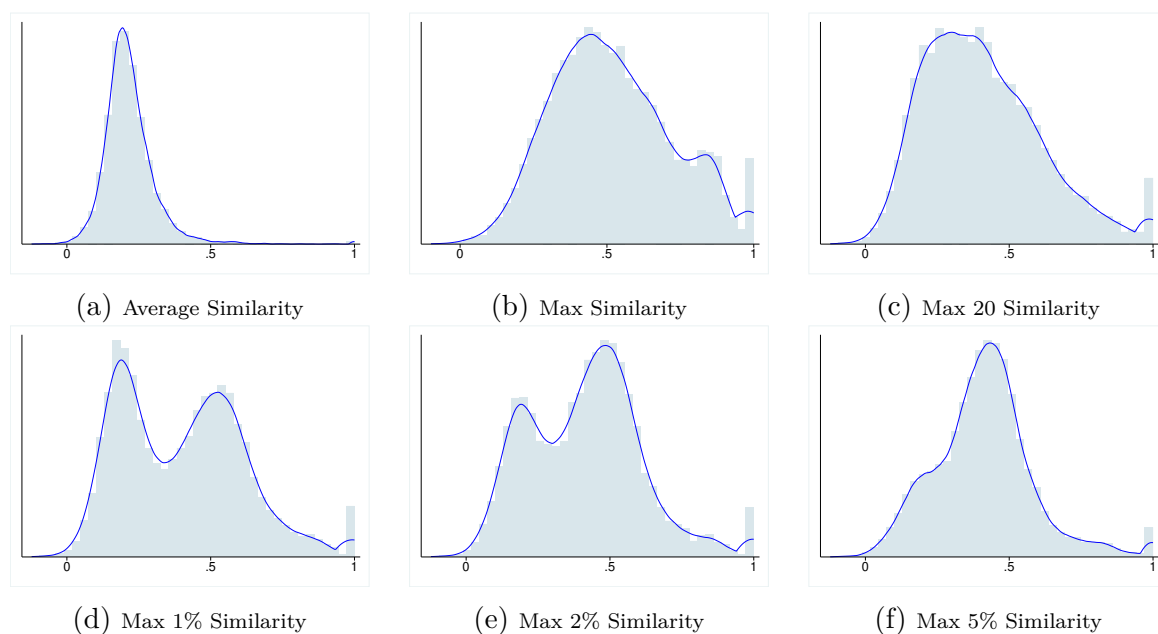 0 .5 1
0 .5 1
0 .5 1
(a) Average Similarity
(b) Max Similarity
(c) Max 20 Similarity
0 .5 1
0 .5 1
0 .5 1
(d) Max 1% Similarity
(e) Max 2% Similarity
(f) Max 5% Similarity